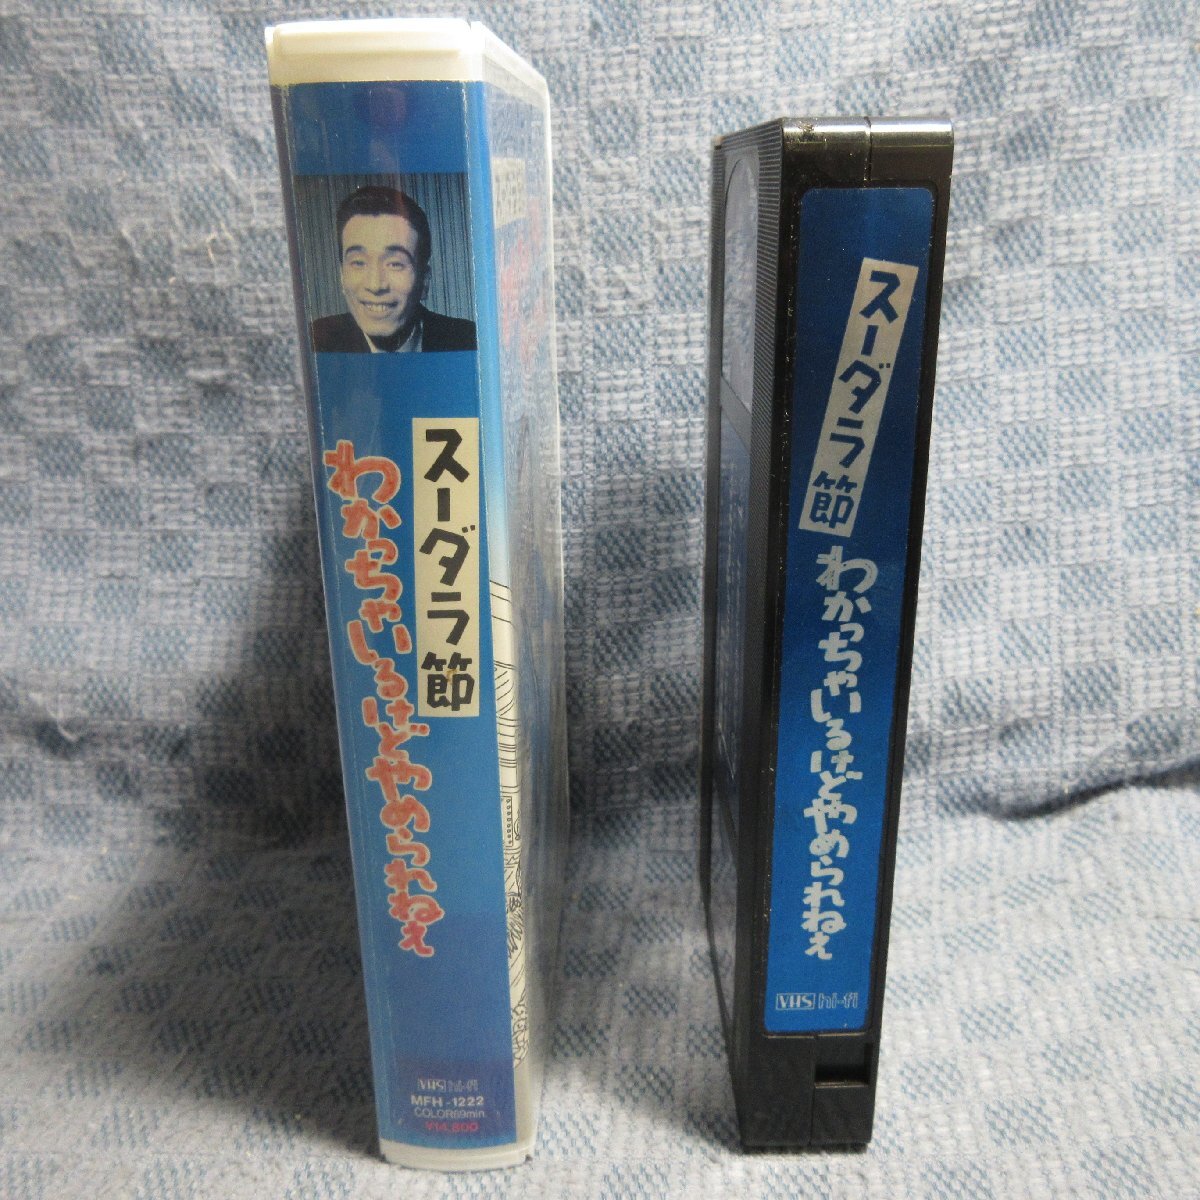 スーダラ節
わかっちゃいるけどやめられねぇ
VHS hi-fi
MFH-1222
COLOR89min.
¥14,800
スーダラ節
わかっちゃいるけどやめられねぇ
VHS hi-fi